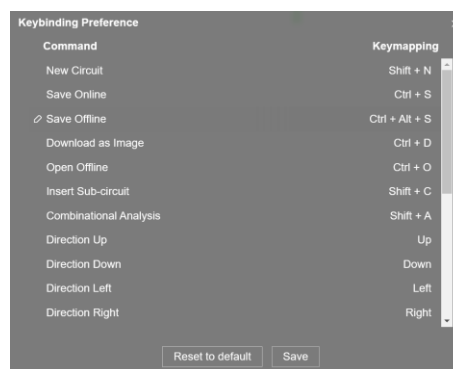 Keybinding Preference
Command Keymapping
New Circuit Shift + N
Save Online Ctrl + S
Save Offline Ctrl + Alt + S
Download as Image Ctrl + D
Open Offline Ctrl + O
Insert Sub-circuit Shift + C
Combinational Analysis Shift + A
Direction Up Up
Direction Down Down
Direction Left Left
Direction Right Right
Reset to default Save